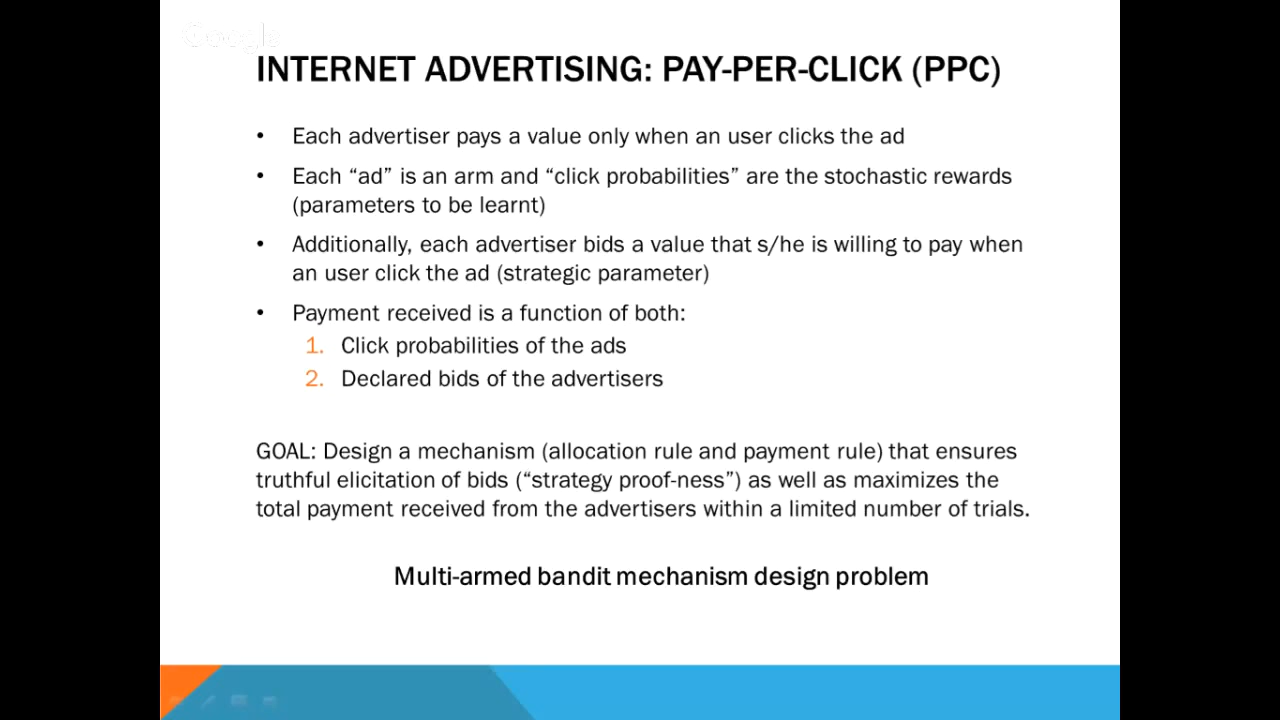 Google
INTERNET ADVERTISING: PAY-PER-CLICK (PPC)
• Each advertiser pays a value only when an user clicks the ad
• Each “ad” is an arm and “click probabilities” are the stochastic rewards
(parameters to be learnt)
• Additionally, each advertiser bids a value that s/he is willing to pay when
an user click the ad (strategic parameter)
• Payment received is a function of both:
1. Click probabilities of the ads
2. Declared bids of the advertisers
GOAL: Design a mechanism (allocation rule and payment rule) that ensures
truthful elicitation of bids (“strategy proof-ness”) as well as maximizes the
total payment received from the advertisers within a limited number of trials.
Multi-armed bandit mechanism design problem